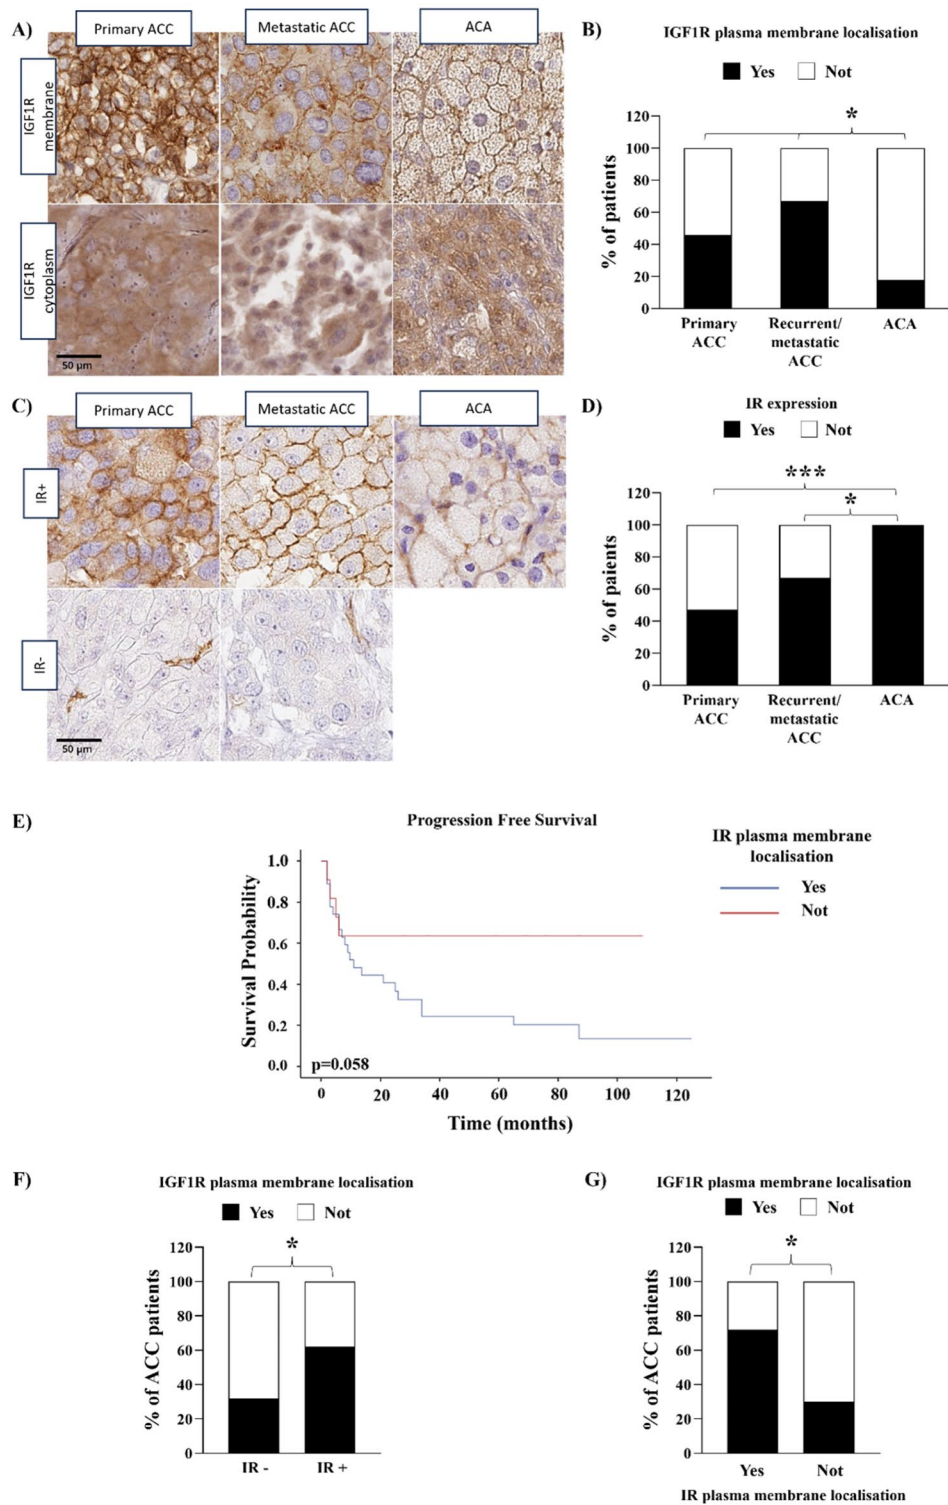 A)
Primary ACC
Metastatic ACC
ACA
IGF1R
membrane
IGF1R
cytoplasm
50 µm
B)
IGF1R plasma membrane localisation
Yes
Not
*
% of patients
120
100
80
60
40
20
0
Primary
ACC
Recurrent/
metastatic
ACC
ACA
C)
Primary ACC
Metastatic ACC
ACA
IR+
IR-
50 µm
D)
IR expression
Yes
Not
***
*
% of paients
120
100
80
60
40
20
0
Primary
ACC
Recurrent/
metastatic
ACC
ACA
E)
Progression Free Survival
IR plasma membrane
localisation
Yes
Not
Survival Probability
1.0
0.8
0.6
0.4
0.2
0.0
p=0.058
0 20 40 60 80 100 120
Time (months)
F)
IGF1R plasma membrane localisation
Yes
Not
*
% of ACC patients
120
100
80
60
40
20
0
IR -
IR +
G)
IGF1R plasma membrane localisation
Yes
Not
*
% of ACC patients
120
100
80
60
40
20
0
Yes
Not
IR plasma membrane localisation